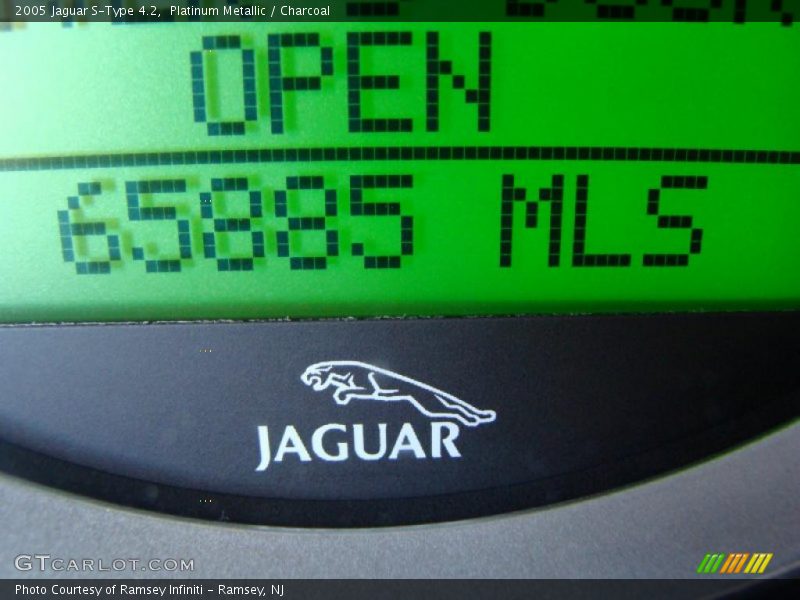 2005 Jaguar S-Type 4.2, Platinum Metallic / Charcoal
OPEN
65885 MLS
JAGUAR
GTCARLOT.COM
Photo Courtesy of Ramsey Infiniti - Ramsey, NJ